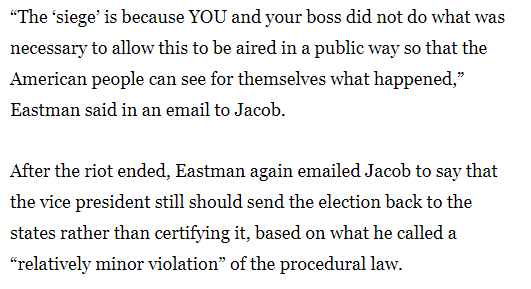 “The ‘siege’ is because YOU and your boss did not do what was
necessary to allow this to be aired in a public way so that the
American people can see for themselves what happened,”
Eastman said in an email to Jacob.
After the riot ended, Eastman again emailed Jacob to say that
the vice president still should send the election back to the
states rather than certifying it, based on what he called a
“relatively minor violation” of the procedural law.